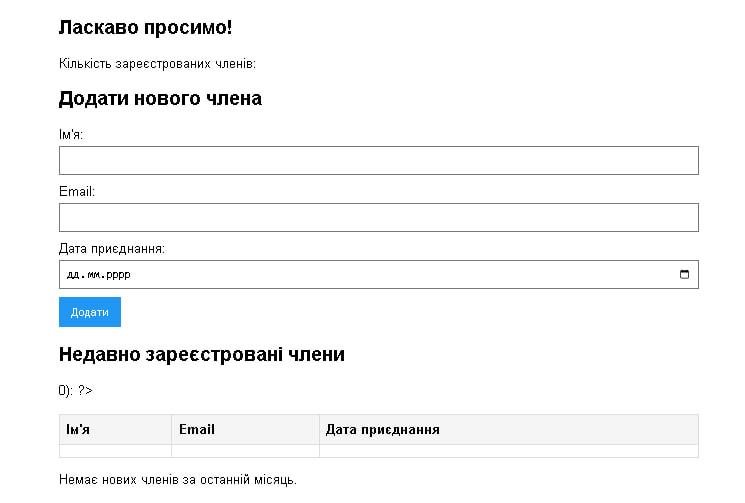 Ласкаво просимо!
Кількість зареєстрованих членів:
Додати нового члена
Ім'я:
Email:
Дата приєднання:
дд.мм.рррр
Додати
Недавно зареєстровані члени
0): ?>
Ім'я Email Дата приєднання
Немає нових членів за останній місяць.